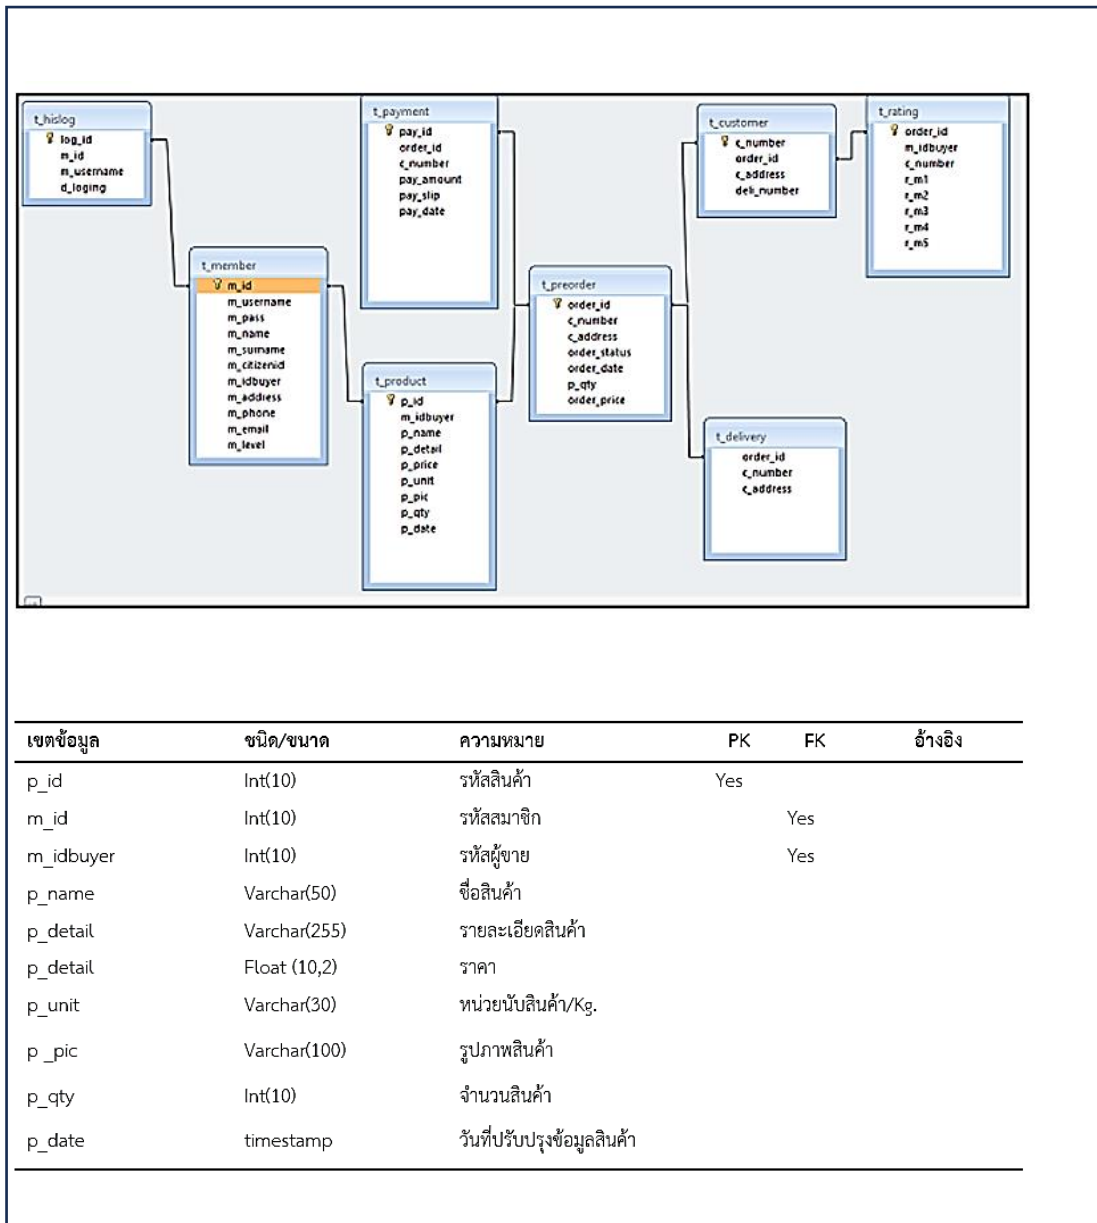 t_hislog
log_id
m_id
m_username
d_loging
t_member
m_id
m_username
m_pass
m_name
m_surname
m_citizenid
m_idbuyer
m_address
m_phone
m_email
m_level
t_payment
pay_id
order_id
c_number
pay_amount
pay_slip
pay_date
t_product
p_id
m_idbuyer
p_name
p_detail
p_price
p_unit
p_pic
p_qty
p_date
t_preorder
order_id
c_number
c_address
order_status
order_date
p_qty
order_price
t_customer
c_number
order_id
c_address
deli_number
t_rating
order_id
m_idbuyer
c_number
r_m1
r_m2
r_m3
r_m4
r_m5
t_delivery
order_id
c_number
c_address
เขตข้อมูล ชนิด/ขนาด ความหมาย PK FK อ้างอิง
p_id Int(10) รหัสสินค้า Yes
m_id Int(10) รหัสสมาชิก Yes
m_idbuyer Int(10) รหัสผู้ขาย Yes
p_name Varchar(50) ชื่อสินค้า
p_detail Varchar(255) รายละเอียดสินค้า
p_detail Float (10,2) ราคา
p_unit Varchar(30) หน่วยนับสินค้า/Kg.
p _pic Varchar(100) รูปภาพสินค้า
p_qty Int(10) จำนวนสินค้า
p_date timestamp วันที่ปรับปรุงข้อมูลสินค้า